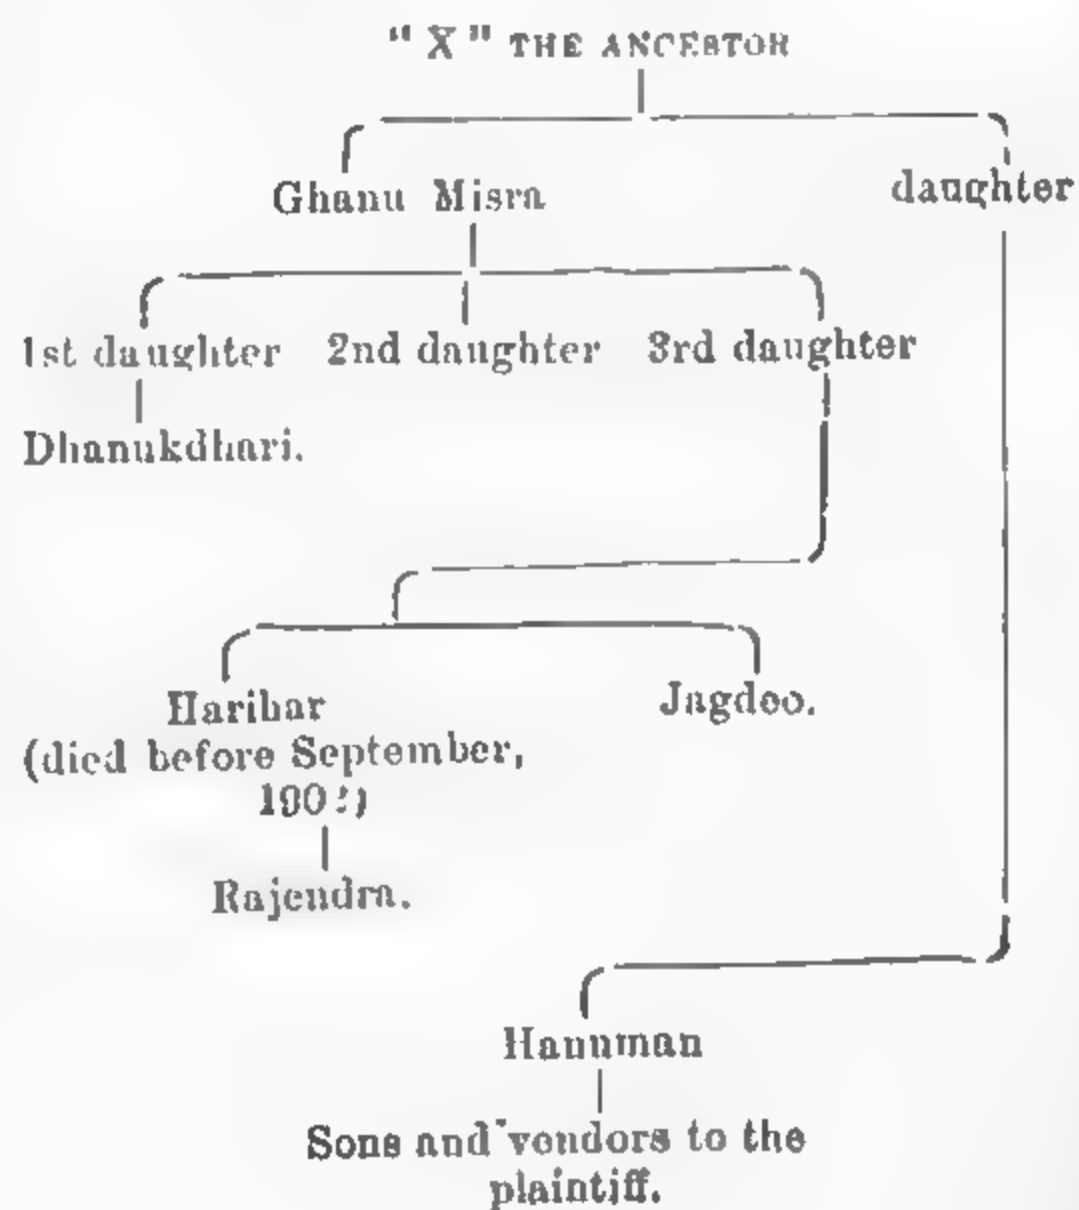 "X" THE ANCESTOR
Ghanu Misra daughter
1st daughter 2nd daughter 3rd daughter
Dhanukdhari.
Harihar Jagdeo.
(died before September,
Rajendra.
Hanuman
Sons and vendors to the
plaintiff.